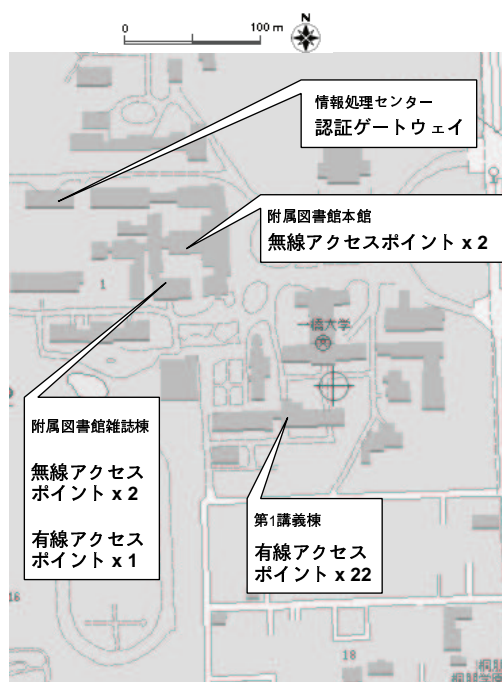 0 100 m N
情報処理センター
認証ゲートウェイ
附属図書館本館
無線アクセスポイント x 2
1
一橋大学
附属図書館雑誌棟
無線アクセス
ポイント x 2
有線アクセス
ポイント x 1
第1講義棟
有線アクセス
ポイント x 22
16
18